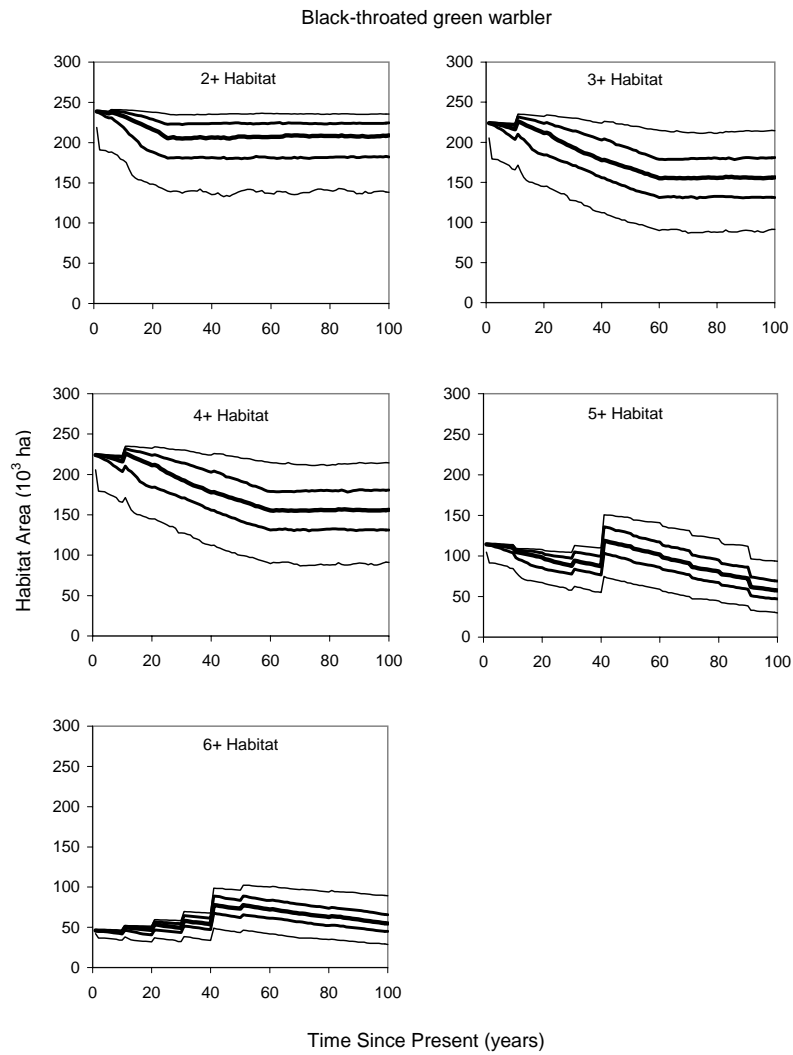 Black-throated green warbler
2+ Habitat
300
250
200
150
100
50
0
0 20 40 60 80 100
3+ Habitat
300
250
200
150
100
50
0
0 20 40 60 80 100
Habitat Area (10³ ha)
4+ Habitat
300
250
200
150
100
50
0
0 20 40 60 80 100
5+ Habitat
300
250
200
150
100
50
0
0 20 40 60 80 100
6+ Habitat
300
250
200
150
100
50
0
0 20 40 60 80 100
Time Since Present (years)